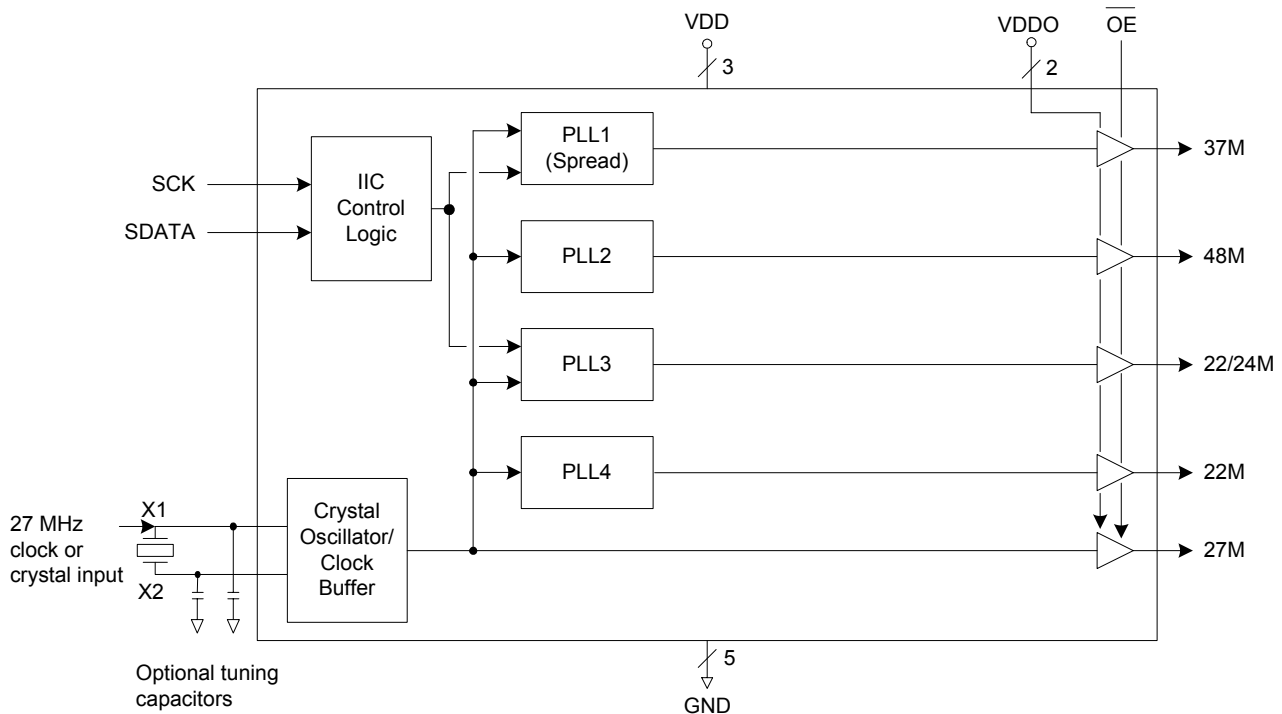 VDD
VDDO
OE
3
2
PLL1
(Spread)
37M
SCK
SDATA
IIC
Control
Logic
PLL2
48M
PLL3
22/24M
PLL4
22M
X1
27 MHz
clock or
crystal input
X2
Crystal
Oscillator/
Clock
Buffer
27M
Optional tuning
capacitors
5
GND